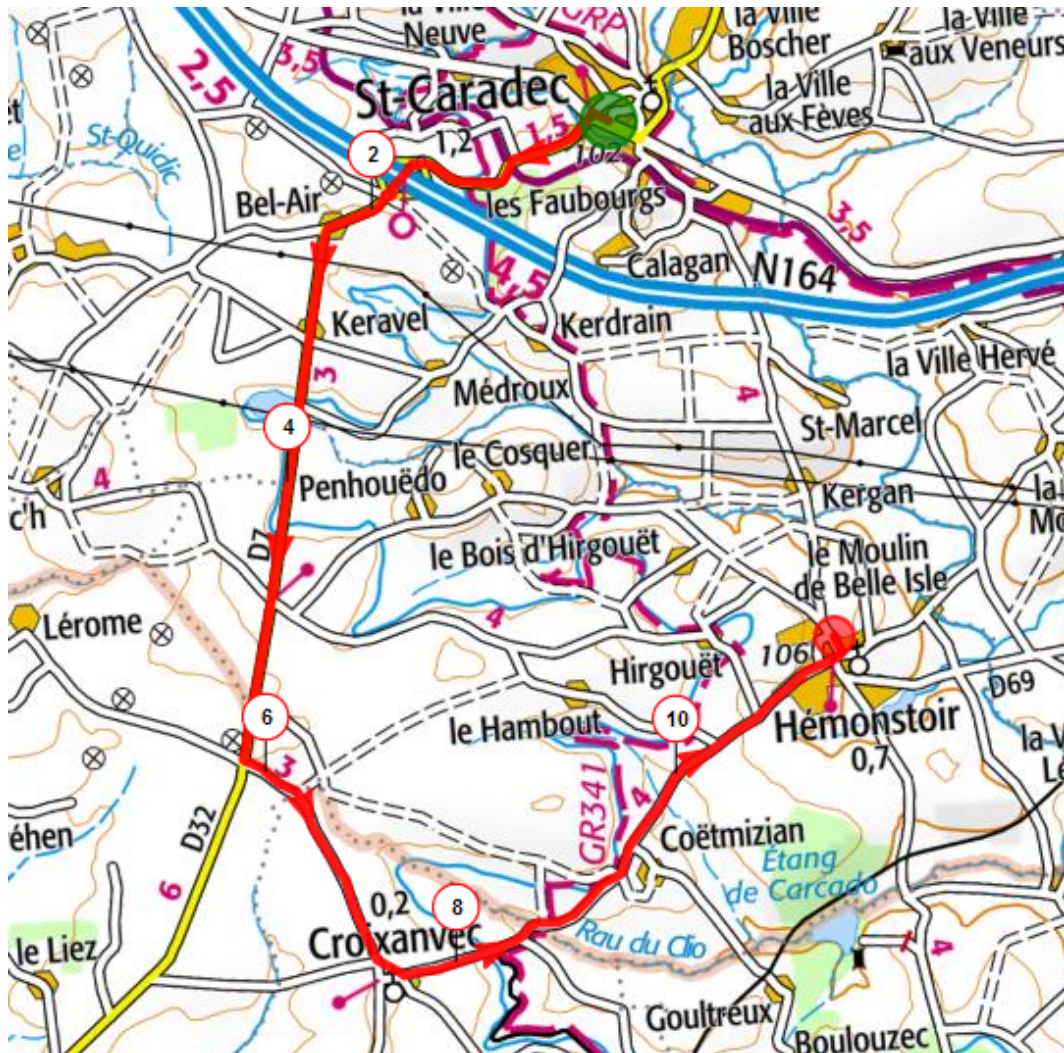 la Ville
Neuve
GRP
la Ville
Boscher
la Ville
aux Veneurs
3,5
2,5
St-Caradec
la Ville
aux Fèves
1,5
102
1,2
2
St-Quidic
Bel-Air
les Faubourgs
3,5
Calagan
N164
4,5
Keravel
Kerdrain
la Ville Hervé
3
Médroux
4
4
St-Marcel
le Cosquer
4
Penhouëdo
Kergan
la
c'h
D7
le Bois d'Hirgouët
le Moulin
de Belle Isle
Lérome
4
106
Hirgouët
D69
6
le Hambout
10
Hémonstoir
0,7
la V
3
GR341
4
D32
éhen
Coëtmizian
Étang
de Carcado
6
0,2
8
Croixanvec
Rau du Clio
le Liez
4
Goultreux
Boulouzec